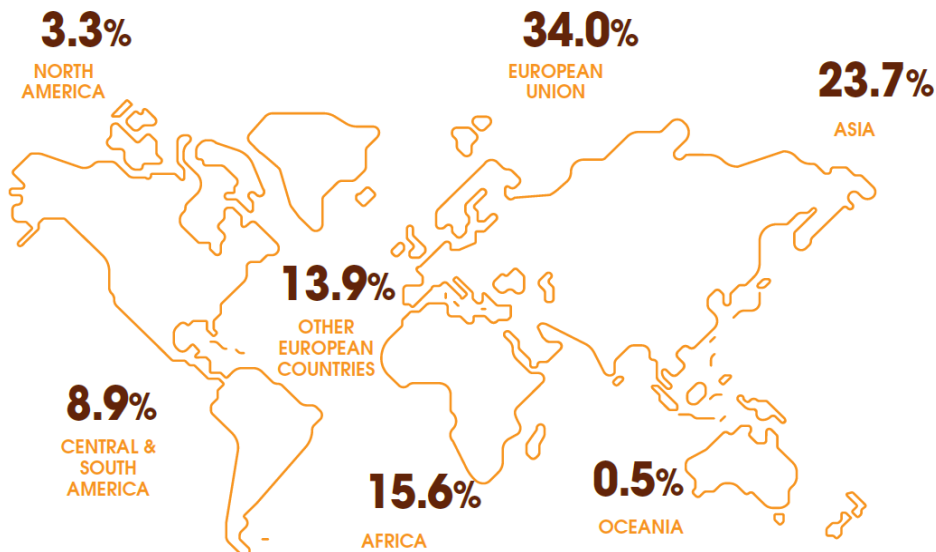 3.3%
NORTH
AMERICA
34.0%
EUROPEAN
UNION
23.7%
ASIA
13.9%
OTHER
EUROPEAN
COUNTRIES
8.9%
CENTRAL &
SOUTH
AMERICA
15.6%
AFRICA
0.5%
OCEANIA